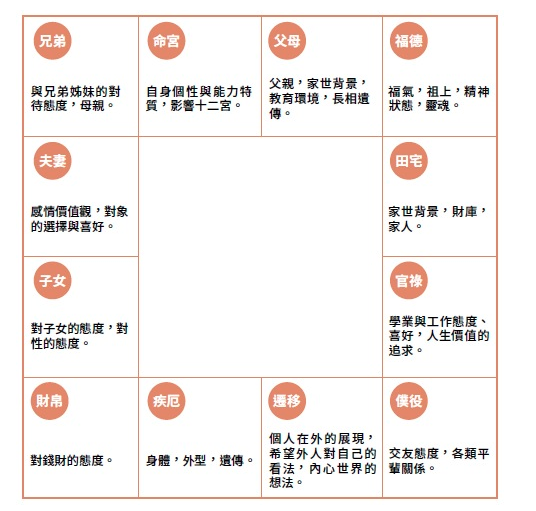 兄弟
與兄弟姊妹的對
待態度，母親。
命宮
自身個性與能力特
質，影響十二宮。
父母
父親，家世背景，
教育環境，長相遺
傳。
福德
福氣，祖上，精神
狀態，靈魂。
夫妻
感情價值觀，對象
的選擇與喜好。
田宅
家世背景，財庫，
家人。
子女
對子女的態度，對
性的態度。
官祿
學業與工作態度、
喜好，人生價值的
追求。
財帛
對錢財的態度。
疾厄
身體，外型，遺傳。
遷移
個人在外的展現，
希望外人對自己的
看法，內心世界的
想法。
僕役
交友態度，各類平
輩關係。